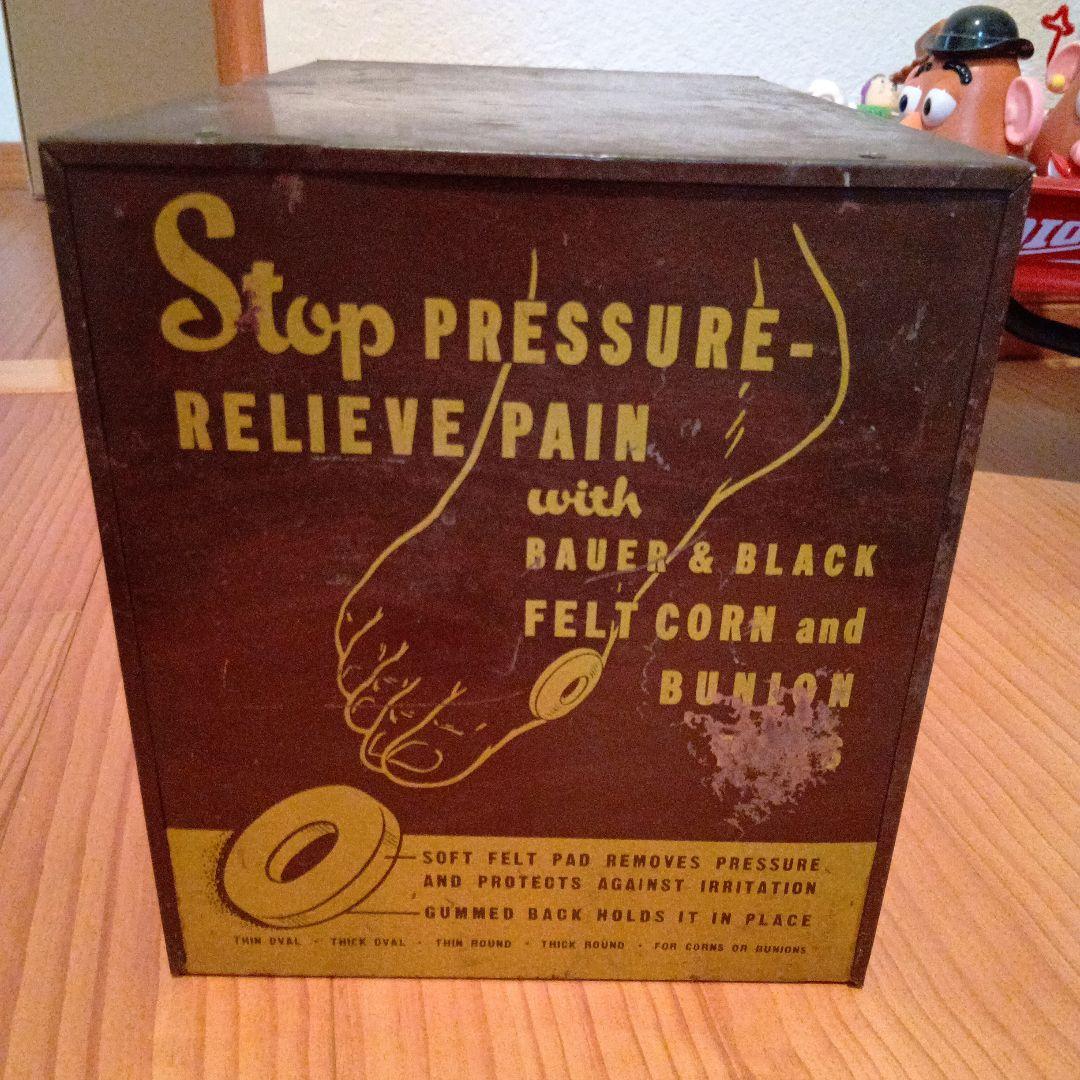 Stop PRESSURE-
RELIEVE PAIN
with
BAUER & BLACK
FELT CORN and
BUNION
SOFT FELT PAD REMOVES PRESSURE
AND PROTECTS AGAINST IRRITATION
GUMMED BACK HOLDS IT IN PLACE
THIN OVAL · THICK OVAL · THIN ROUND · THICK ROUND · FOR CORNS OR BUNIONS